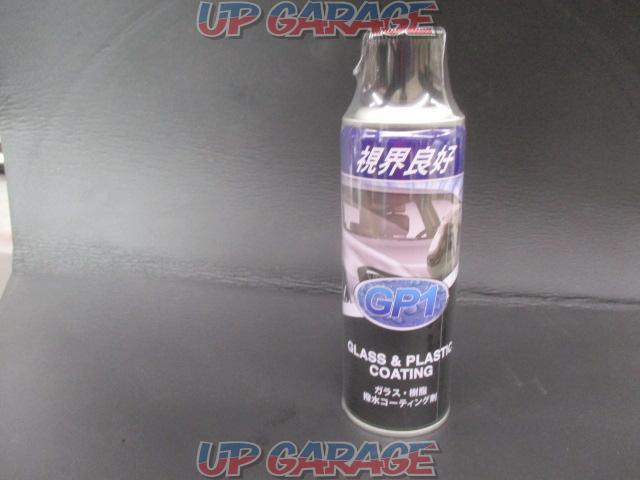 UP GARAGE
視界良好
GP1
GLASS & PLASTIC
COATING
ガラス・樹脂
撥水コーティング剤
UP GARAGE